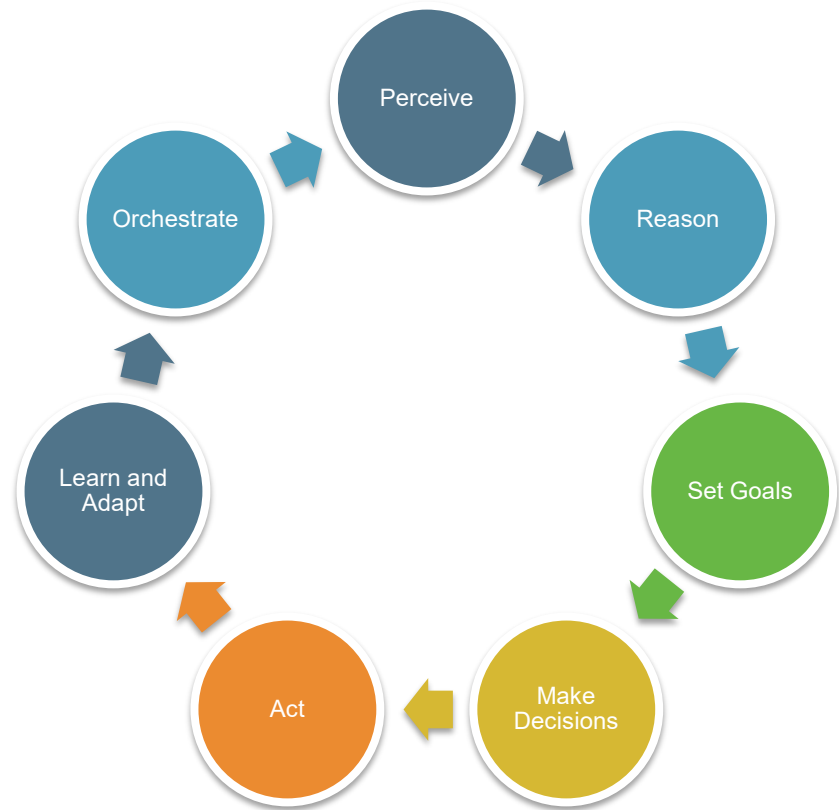 Perceive
Reason
Set Goals
Make
Decisions
Act
Learn and
Adapt
Orchestrate